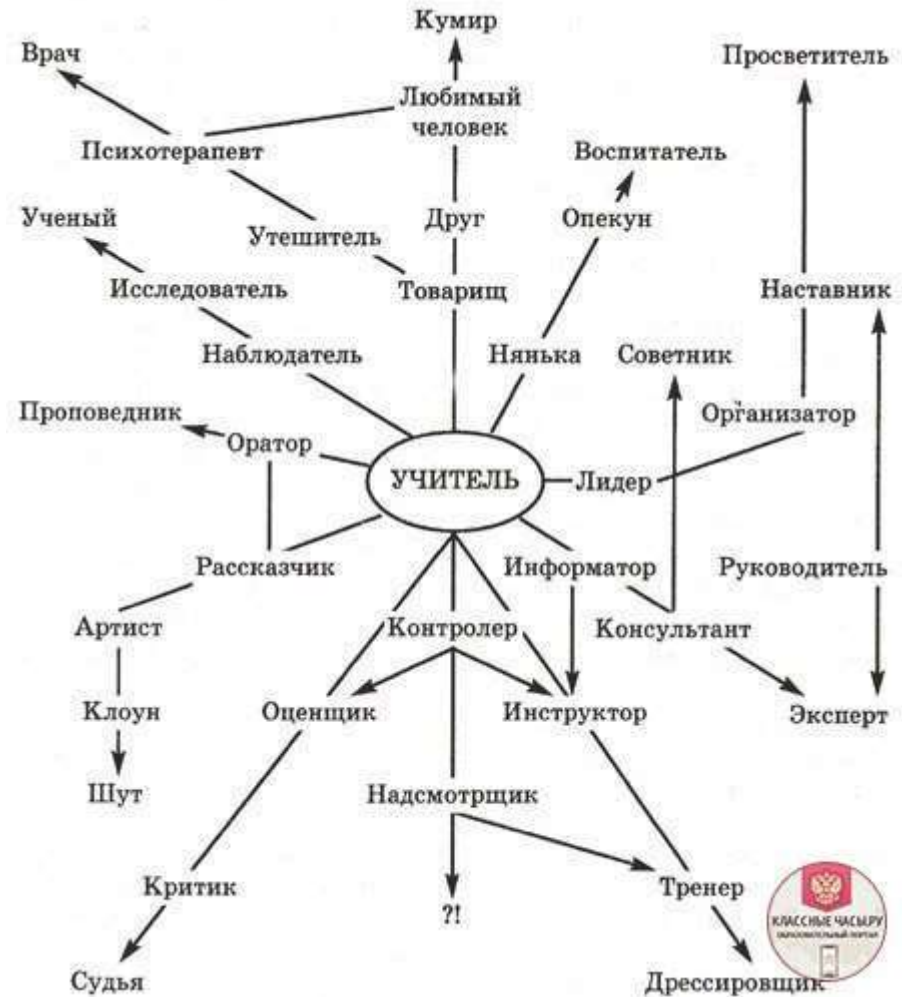 Кумир
Врач
Просветитель
Любимый
человек
Психотерапевт
Воспитатель
Ученый
Утешитель
Друг
Опекун
Исследователь
Товарищ
Наставник
Наблюдатель
Нянька
Советник
Проповедник
Оратор
Организатор
УЧИТЕЛЬ
Лидер
Рассказчик
Информатор
Руководитель
Артист
Контролер
Консультант
Клоун
Оценщик
Инструктор
Эксперт
Шут
Надсмотрщик
Критик
Тренер
?!
КЛАССНЫЕ ЧАСЫ.РУ
ОБРАЗОВАТЕЛЬНЫЙ ПОРТАЛ
Судья
Дрессировщик